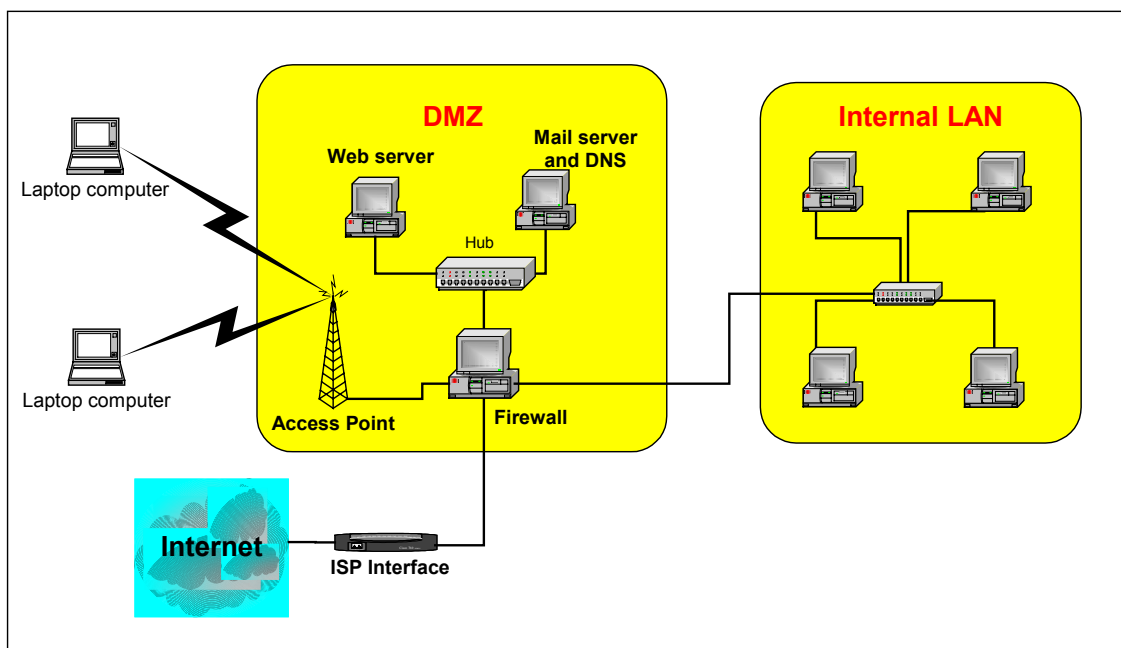 DMZ
Internal LAN
Mail server
and DNS
Web server
Laptop computer
Hub
Laptop computer
Access Point
Firewall
Internet
ISP Interface